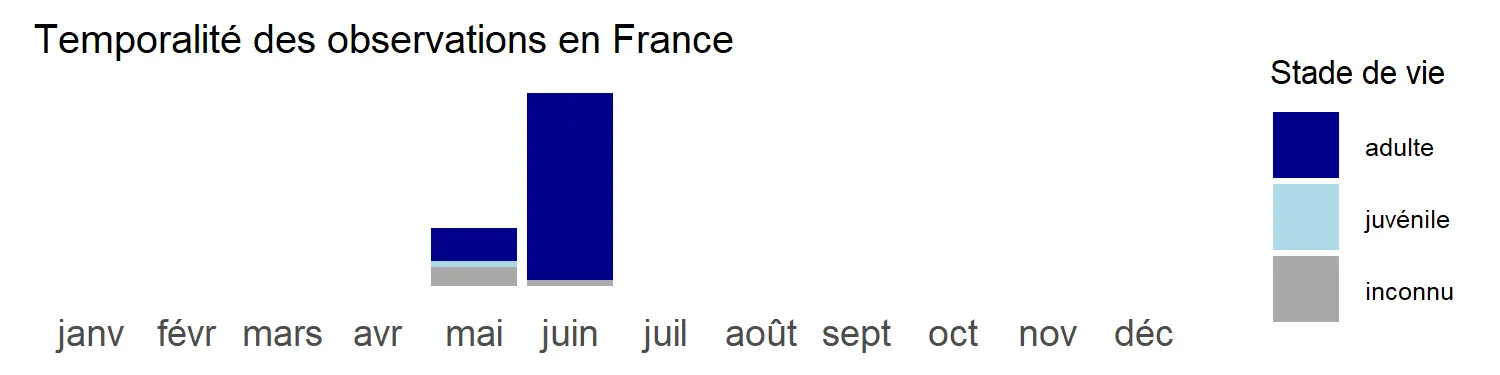 Temporalité des observations en France
Stade de vie
adulte
juvénile
inconnu
janv févr mars avr mai juin juil août sept oct nov déc